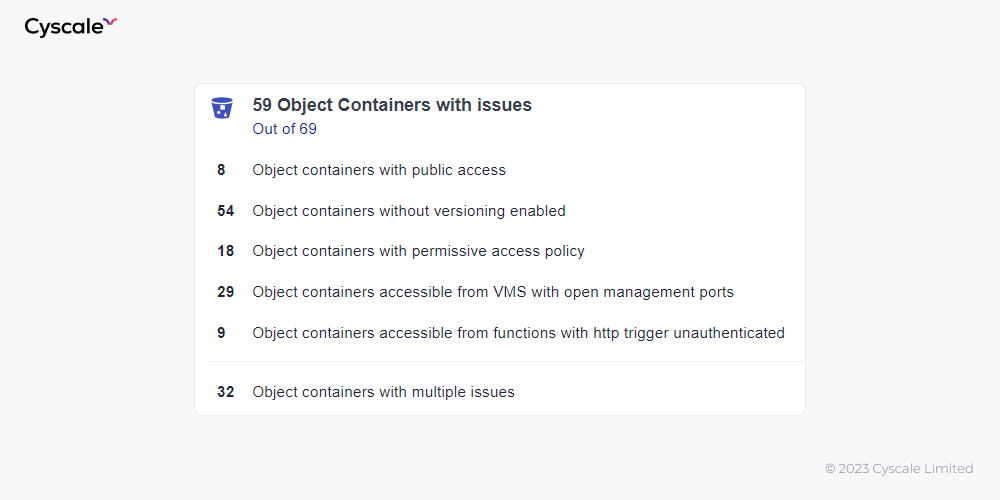 Cyscale
59 Object Containers with issues
Out of 69
8 Object containers with public access
54 Object containers without versioning enabled
18 Object containers with permissive access policy
29 Object containers accessible from VMS with open management ports
9 Object containers accessible from functions with http trigger unauthenticated
32 Object containers with multiple issues
© 2023 Cyscale Limited